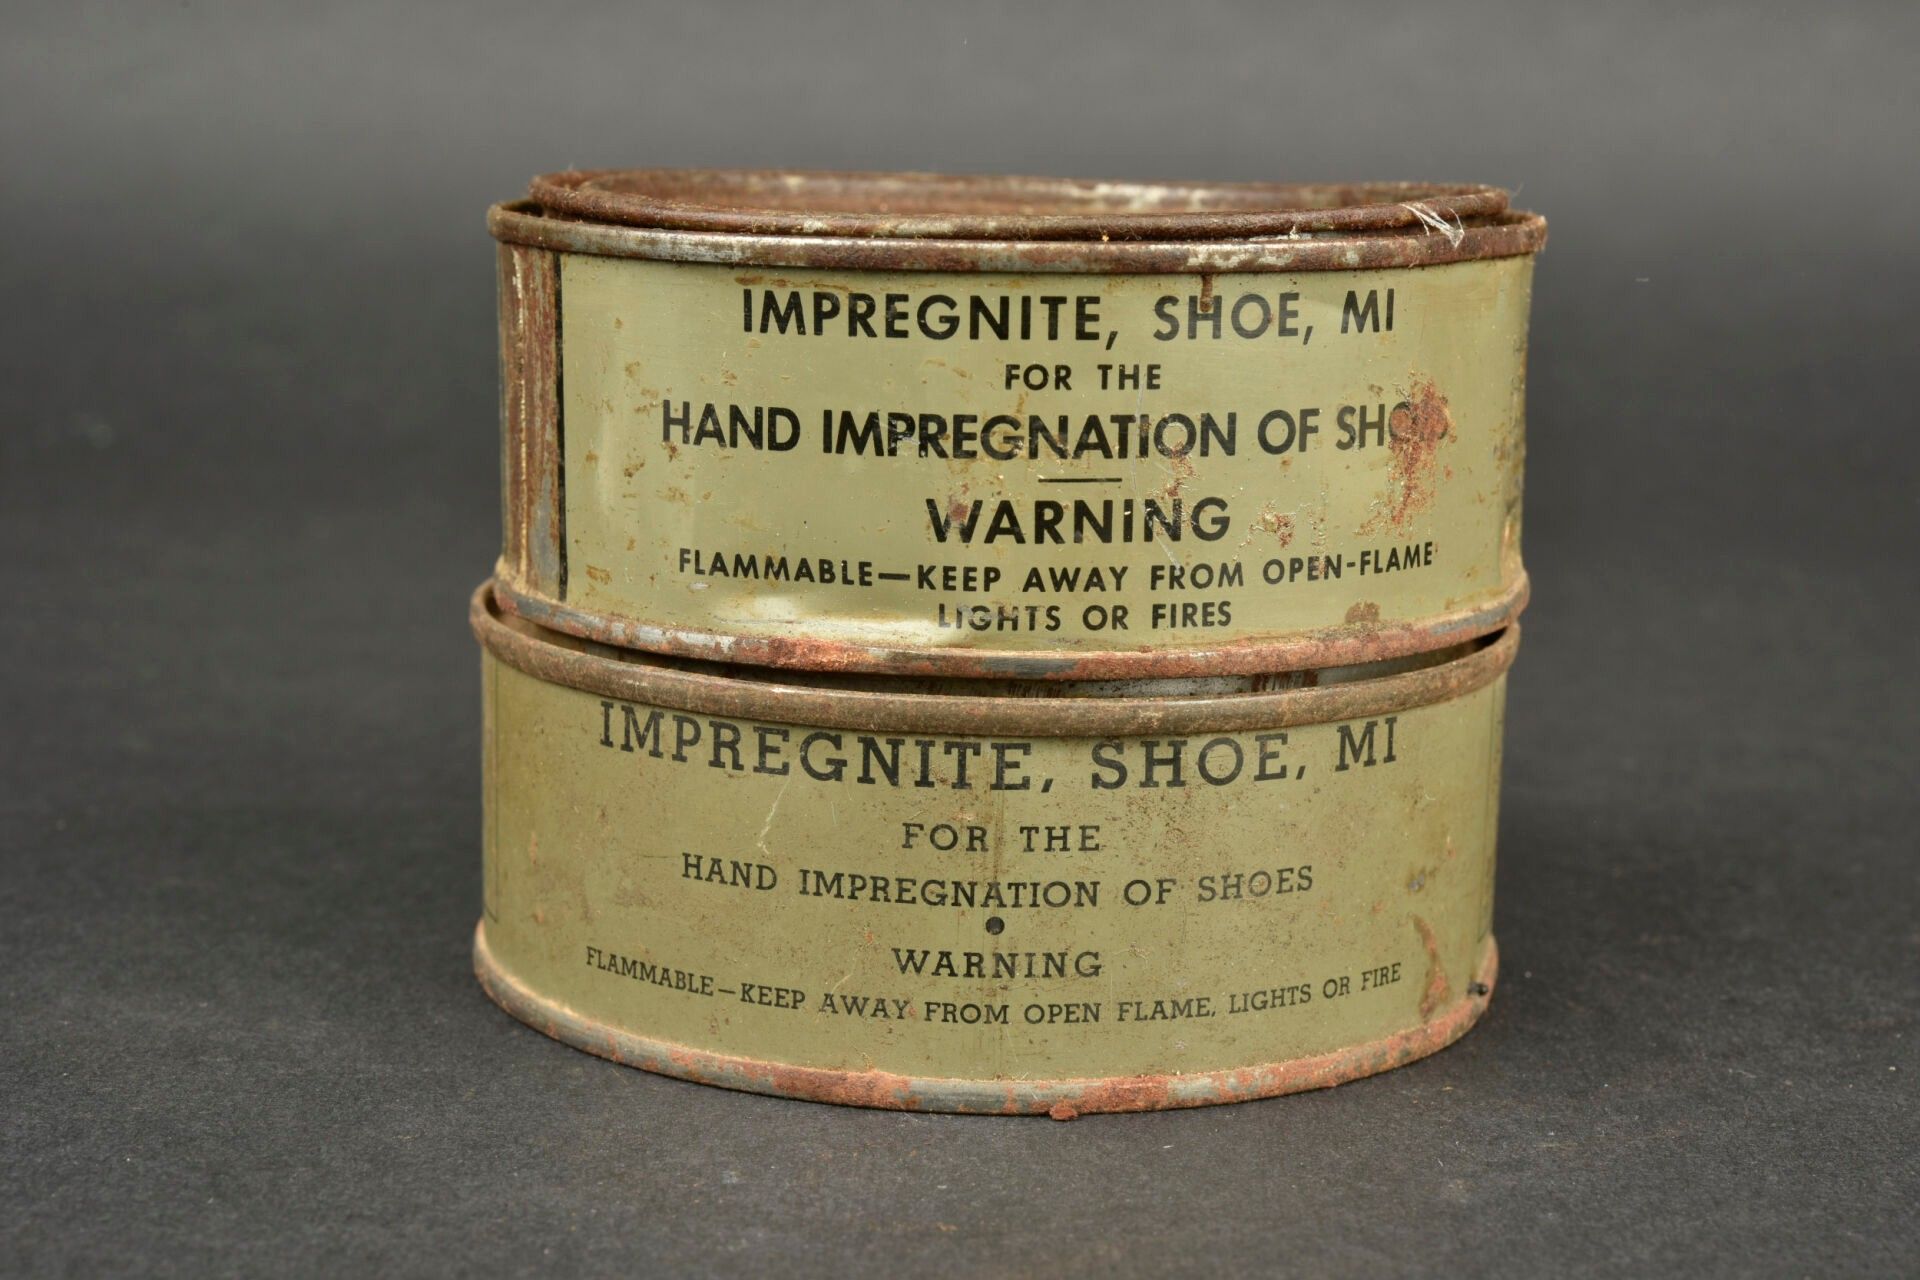 IMPREGNITE, SHOE, MI
FOR THE
HAND IMPREGNATION OF SHOES
WARNING
FLAMMABLE—KEEP AWAY FROM OPEN-FLAME
LIGHTS OR FIRES
IMPREGNITE, SHOE, MI
FOR THE
HAND IMPREGNATION OF SHOES
WARNING
FLAMMABLE—KEEP AWAY FROM OPEN FLAME, LIGHTS OR FIRE